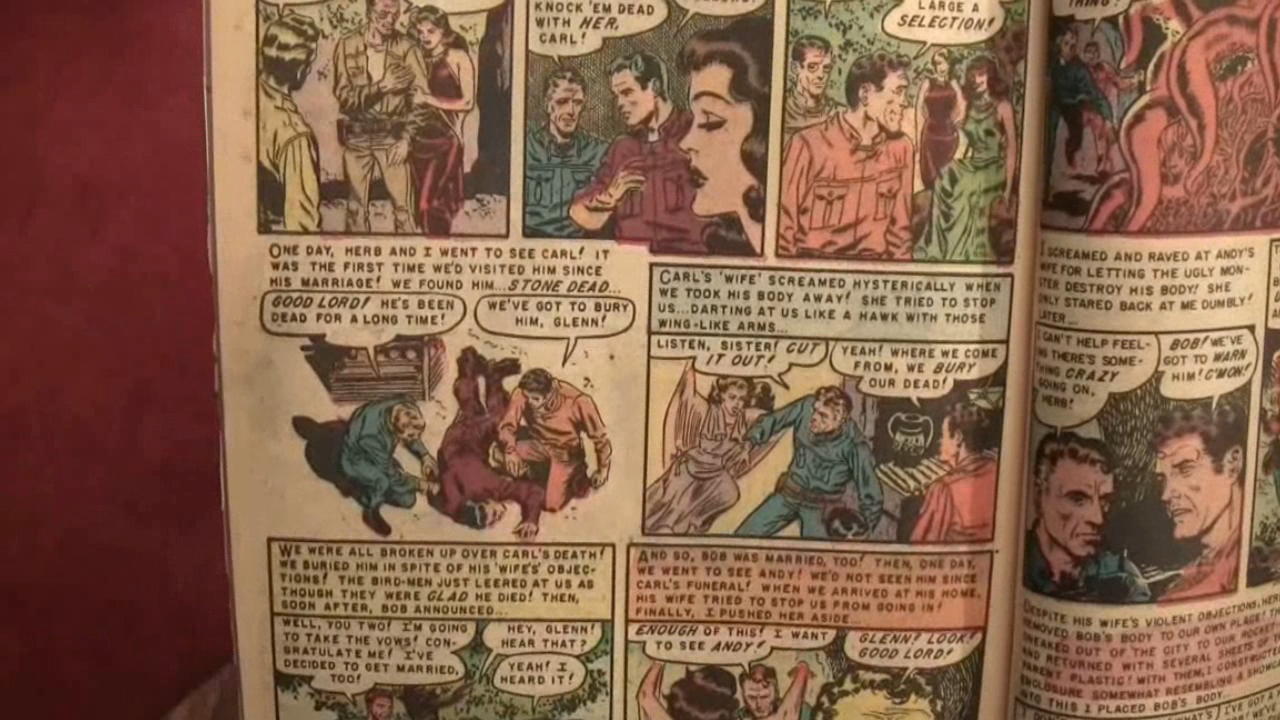 KNOCK 'EM DEAD
WITH HER,
CARL!
LARGE A
SELECTION!
ONE DAY, HERB AND I WENT TO SEE CARL! IT
WAS THE FIRST TIME WE'D VISITED HIM SINCE
HIS MARRIAGE! WE FOUND HIM...STONE DEAD...
GOOD LORD! HE'S BEEN
DEAD FOR A LONG TIME!
WE'VE GOT TO BURY
HIM, GLENN!
CARL'S 'WIFE' SCREAMED HYSTERICALLY WHEN
WE TOOK HIS BODY AWAY! SHE TRIED TO STOP
US...DARTING AT US LIKE A HAWK WITH THOSE
WING-LIKE ARMS...
LISTEN, SISTER! CUT
IT OUT!
YEAH! WHERE WE COME
FROM, WE BURY
OUR DEAD!
WE WERE ALL BROKEN UP OVER CARL'S DEATH!
WE BURIED HIM IN SPITE OF HIS 'WIFE'S' OBJEC-
TIONS! THE BIRD-MEN JUST LEERED AT US AS
THOUGH THEY WERE GLAD HE DIED! THEN,
SOON AFTER, BOB ANNOUNCED...
WELL, YOU TWO! I'M GOING
TO TAKE THE VOWS! CON-
GRATULATE ME! I'VE
DECIDED TO GET MARRIED,
TOO!
HEY, GLENN!
HEAR THAT?
YEAH! I
HEARD IT!
AND SO, BOB WAS MARRIED, TOO! THEN, ONE DAY,
WE WENT TO SEE ANDY! WE'D NOT SEEN HIM SINCE
CARL'S FUNERAL! WHEN WE ARRIVED AT HIS HOME,
HIS WIFE TRIED TO STOP US FROM GOING IN!
FINALLY, I PUSHED HER ASIDE...
ENOUGH OF THIS! I WANT
TO SEE ANDY!
GLENN! LOOK!
GOOD LORD!
THING!
I SCREAMED AND RAVED AT ANDY'S
WIFE FOR LETTING THE UGLY MON-
STER DESTROY HIS BODY! SHE
ONLY STARED BACK AT ME DUMBLY!
LATER...
I CAN'T HELP FEEL-
ING THERE'S SOME-
THING CRAZY
GOING ON,
HERB!
BOB! WE'VE
GOT TO WARN
HIM! C'MON!
DESPITE HIS WIFE'S VIOLENT OBJECTIONS,
REMOVED BOB'S BODY TO OUR OWN PLACE!
SNEAKED OUT OF THE CITY TO OUR
AND RETURNED WITH SEVERAL SHEETS OF
PLASTIC! WITH THEM, I CONSTRUCTED
ENCLOSURE SOMEWHAT RESEMBLING A
INTO THIS I PLACED BOB'S BODY...